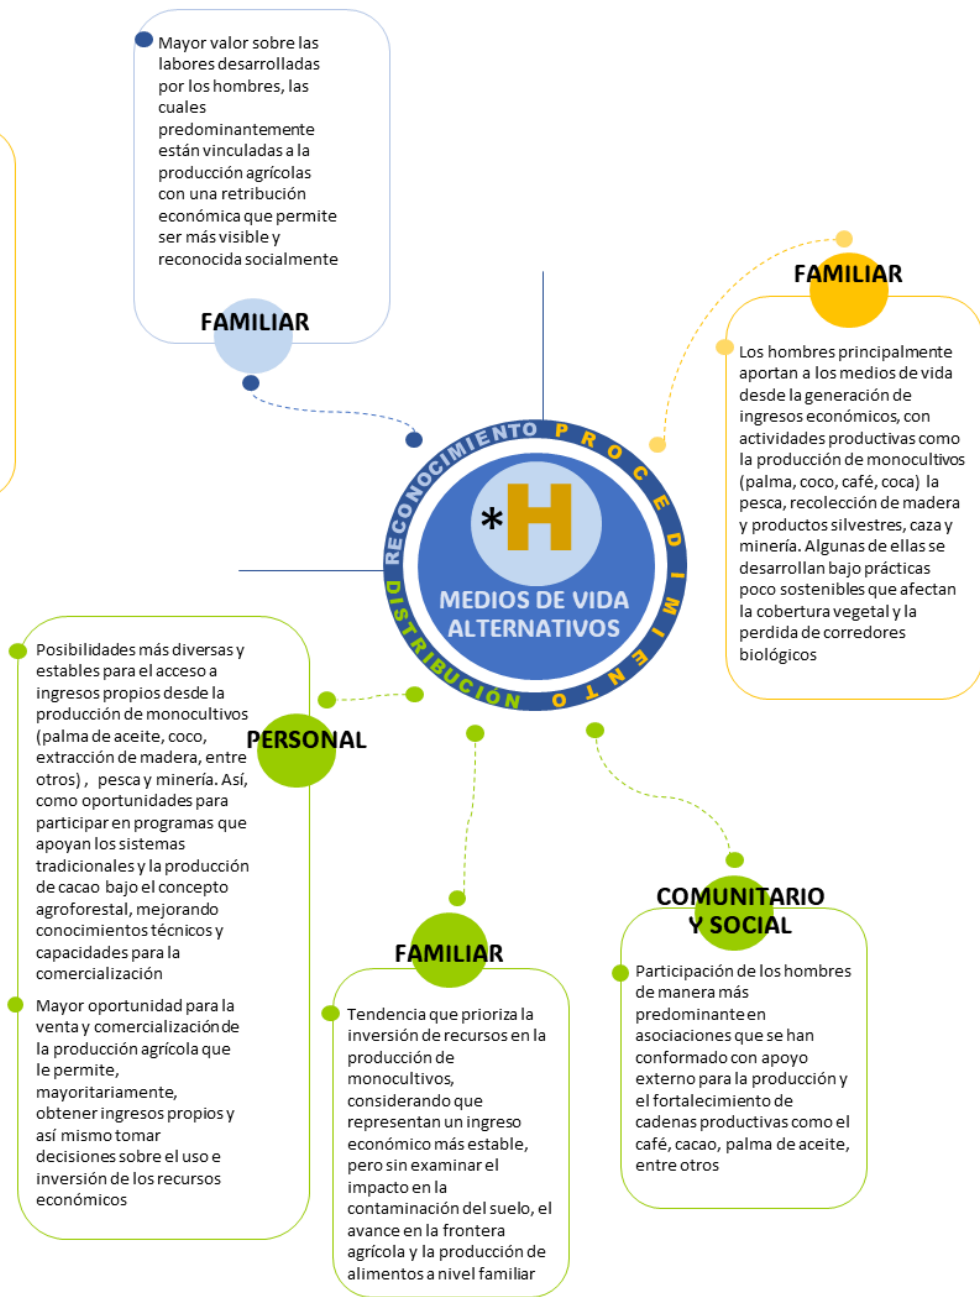 Mayor valor sobre las
labores desarrolladas
por los hombres, las
cuales
predominantemente
están vinculadas a la
producción agrícolas
con una retribución
económica que permite
ser más visible y
reconocida socialmente
FAMILIAR
FAMILIAR
Los hombres principalmente
aportan a los medios de vida
desde la generación de
ingresos económicos, con
actividades productivas como
la producción de monocultivos
(palma, coco, café, coca) la
pesca, recolección de madera
y productos silvestres, caza y
minería. Algunas de ellas se
desarrollan bajo prácticas
poco sostenibles que afectan
la cobertura vegetal y la
perdida de corredores
biológicos
RECONOCIMIENTO
PROCEDIMIENTO
DISTRIBUCIÓN
*H
MEDIOS DE VIDA
ALTERNATIVOS
Posibilidades más diversas y
estables para el acceso a
ingresos propios desde la
producción de monocultivos
(palma de aceite, coco,
extracción de madera, entre
otros) , pesca y minería. Así,
como oportunidades para
participar en programas que
apoyan los sistemas
tradicionales y la producción
de cacao bajo el concepto
agroforestal, mejorando
conocimientos técnicos y
capacidades para la
comercialización
Mayor oportunidad para la
venta y comercialización de
la producción agrícola que
le permite,
mayoritariamente,
obtener ingresos propios y
así mismo tomar
decisiones sobre el uso e
inversión de los recursos
económicos
PERSONAL
FAMILIAR
Tendencia que prioriza la
inversión de recursos en la
producción de
monocultivos,
considerando que
representan un ingreso
económico más estable,
pero sin examinar el
impacto en la
contaminación del suelo, el
avance en la frontera
agrícola y la producción de
alimentos a nivel familiar
COMUNITARIO
Y SOCIAL
Participación de los hombres
de manera más
predominante en
asociaciones que se han
conformado con apoyo
externo para la producción y
el fortalecimiento de
cadenas productivas como el
café, cacao, palma de aceite,
entre otros